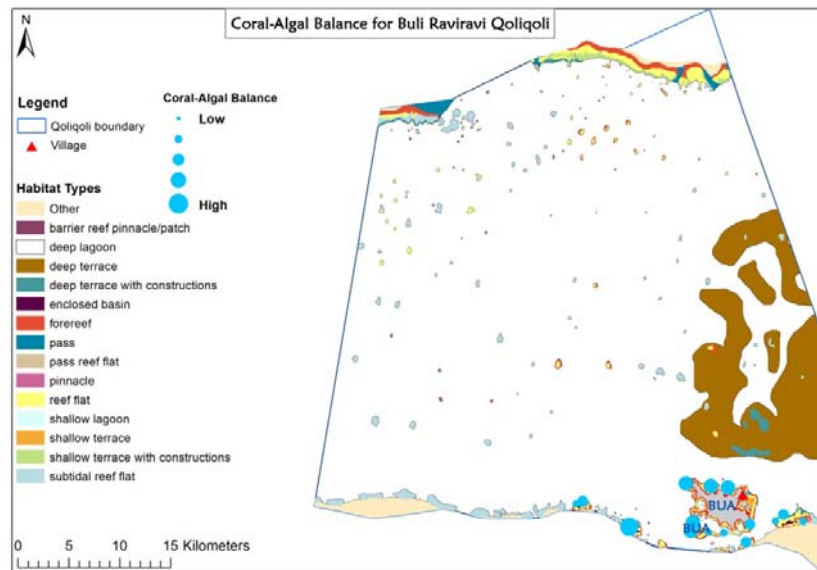 Coral-Algal Balance for Buli Raviravi Qoliqoli
N
Legend
Qoliqoli boundary
Village
Coral-Algal Balance
Low
High
Habitat Types
Other
barrier reef pinnacle/patch
deep lagoon
deep terrace
deep terrace with constructions
enclosed basin
forereef
pass
pass reef flat
pinnacle
reef flat
shallow lagoon
shallow terrace
shallow terrace with constructions
subtidal reef flat
BUA
BUA
0 5 10 15 Kilometers